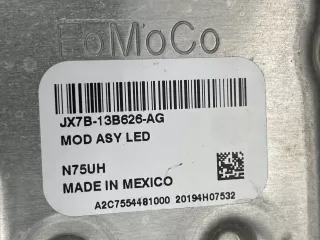 FoMoCo
JX7B-13B626-AG
MOD ASY LED
N75UH
MADE IN MEXICO
A2C7554481000 20194H07532